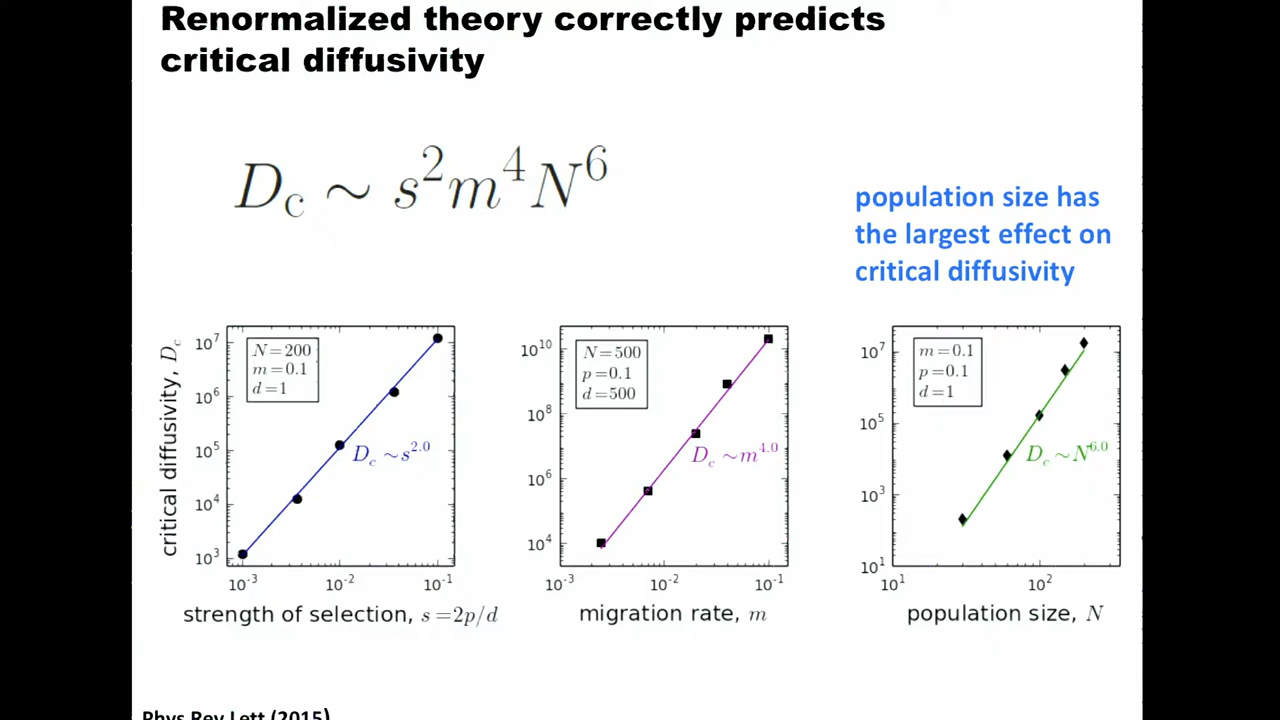 Renormalized theory correctly predicts
critical diffusivity
D_c ∼ s^2 m^4 N^6
population size has
the largest effect on
critical diffusivity
critical diffusivity, D_c
10^7
10^6
10^5
10^4
10^3
N=200
m=0.1
d=1
D_c ∼s^{2.0}
10^{-3} 10^{-2} 10^{-1}
strength of selection, s=2p/d
10^{10}
10^8
10^6
10^4
N=500
p=0.1
d=500
D_c ∼m^{4.0}
10^{-3} 10^{-2} 10^{-1}
migration rate, m
10^7
10^5
10^3
10^1
m=0.1
p=0.1
d=1
D_c ∼N^{6.0}
10^1 10^2
population size, N
Phys Rev Lett (2015)